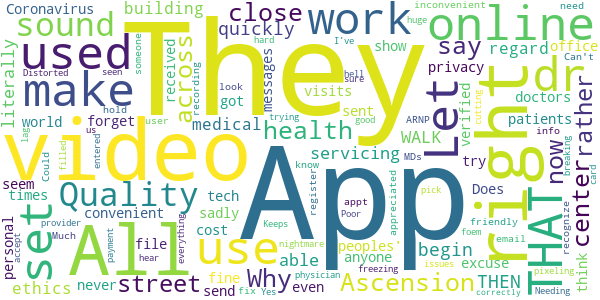 Coronavirus
building
close
work
online
sound
quickly
say
regard
office
used
They
across
messages
show
someone
received
recording
literally
make
got
visits
Let
privacy
verified
doctors
dr
Distorted
seen
hold
look
hard
I've
huge
inconvenient
need
Can't
world
forget
medical
sent
WALK
patients
rather
us
user
trying
bell
sure
good
ARNP
cutting
info
lag
Could
filled
entered
health
MDs
try
now
video
App
right
THAT
center
seem
set
Quality
tech
servicing
Does
breaking
card
times
convenient
sadly
able
peoples'
know
register
appt
Poor
appreciated
pick
begin
friendly
recognize
personal
accept
provider
Much
payment
hear
file
everything
cost
Keeps
nightmare
anyone
foem
email
pixeling
ethics
All
use
Why
Ascension
THEN
excuse
think
correctly
never
street
fine
send
even
fix
Yes
physician
freezing
issues
Needing